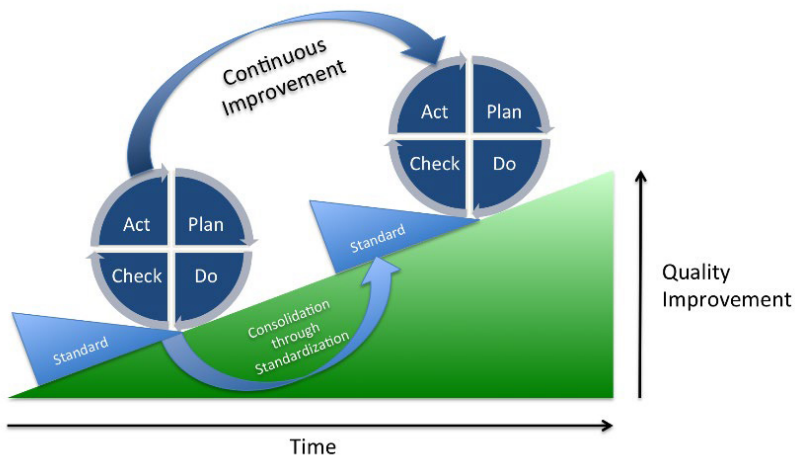 Continuous
Improvement
Act
Plan
Check
Do
Act
Plan
Check
Do
Standard
Standard
Consolidation
through
Standardization
Quality
Improvement
Time